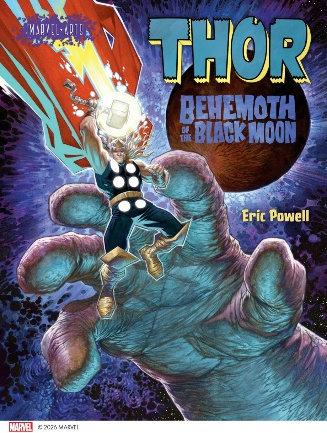 MARVEL ARTS
THOR
BEHEMOTH
OF THE BLACK MOON
Eric Powell
MARVEL © 2026 MARVEL